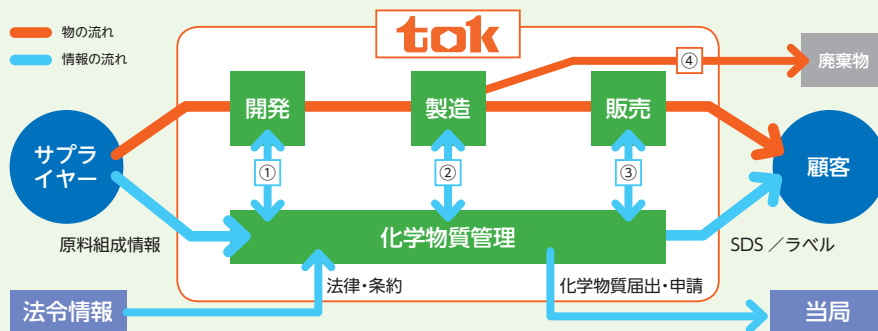 tok
物の流れ
情報の流れ
④
廃棄物
開発
製造
販売
サプラ
イヤー
顧客
①
②
③
化学物質管理
原料組成情報
SDS ／ラベル
法律・条約
化学物質届出・申請
法令情報
当局